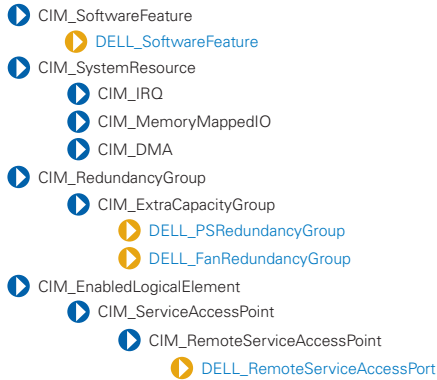 CIM_SoftwareFeature
DELL_SoftwareFeature
CIM_SystemResource
CIM_IRQ
CIM_MemoryMappedIO
CIM_DMA
CIM_RedundancyGroup
CIM_ExtraCapacityGroup
DELL_PSRedundancyGroup
DELL_FanRedundancyGroup
CIM_EnabledLogicalElement
CIM_ServiceAccessPoint
CIM_RemoteServiceAccessPoint
DELL_RemoteServiceAccessPort